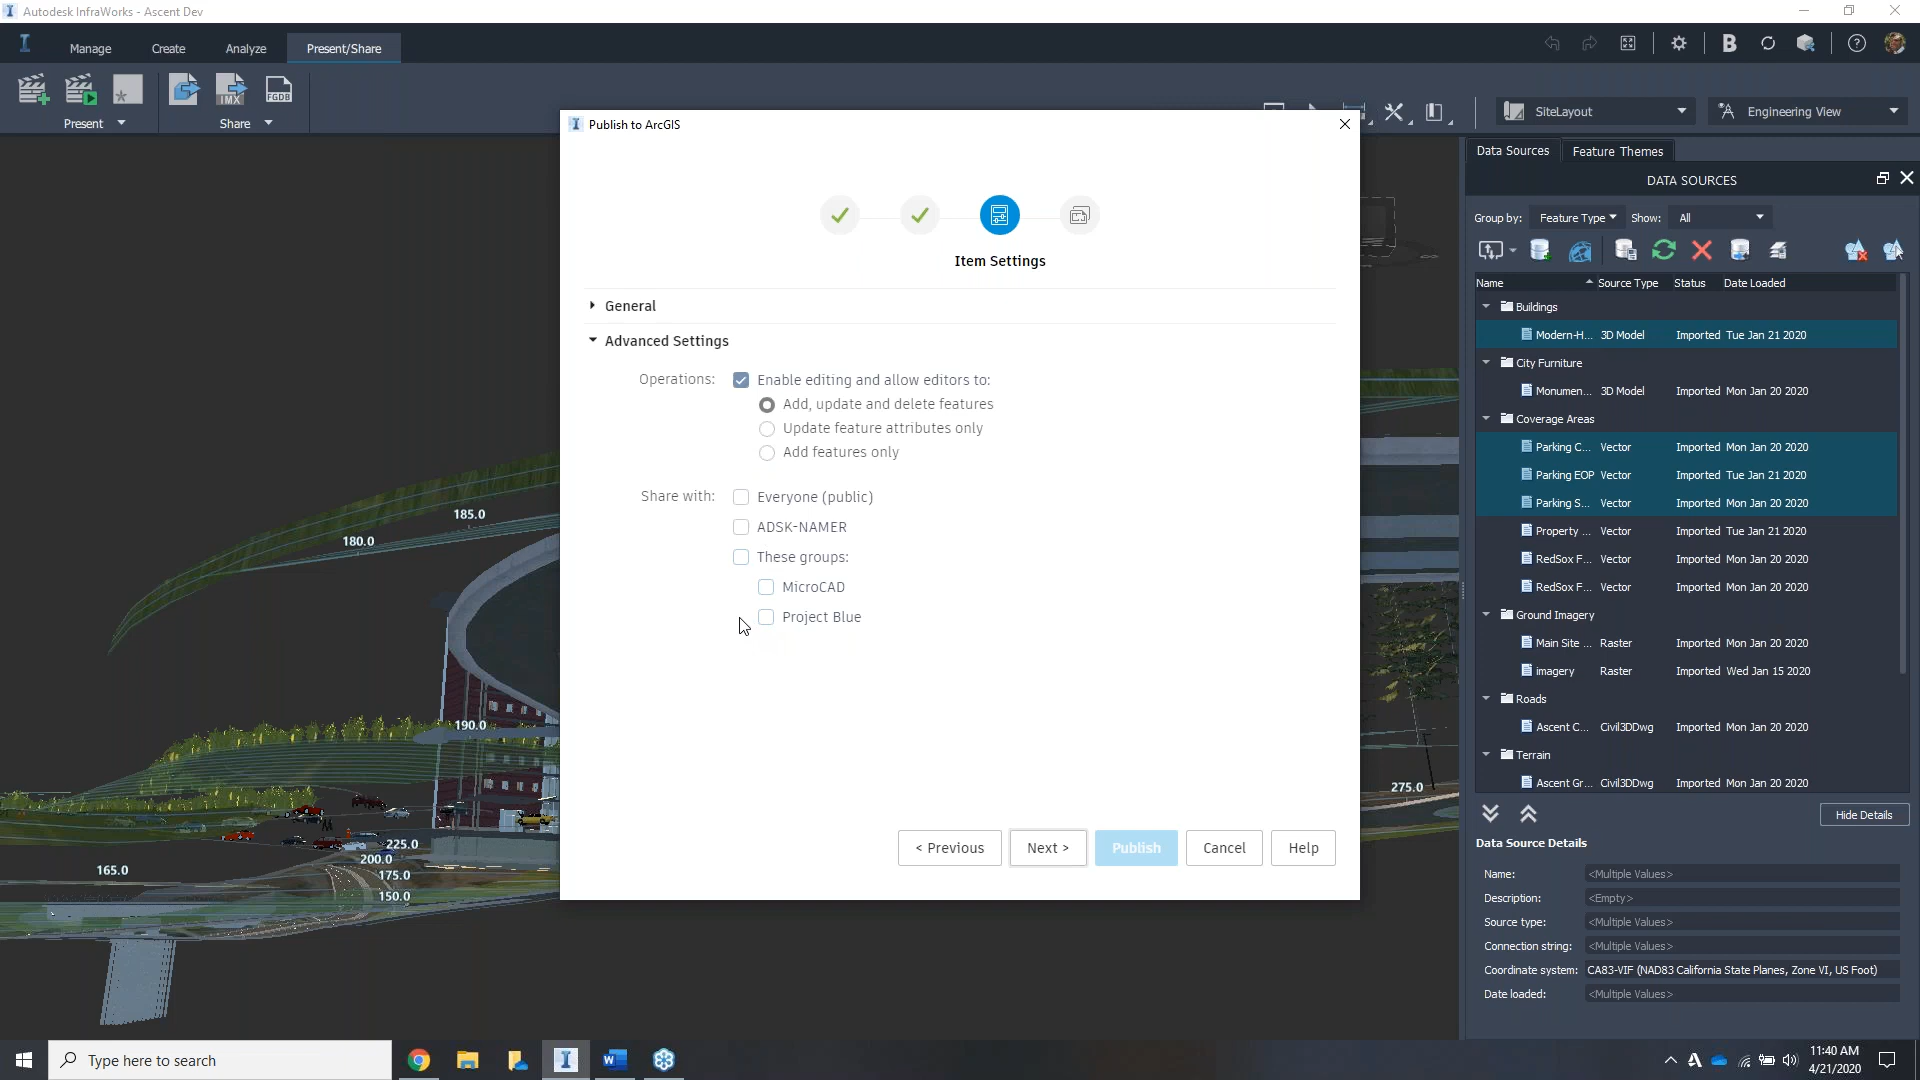 Autodesk InfraWorks - Ascent Dev
Manage Create Analyze Present/Share
IMX FGDB
Present Share
SiteLayout Engineering View
Publish to ArcGIS
Item Settings
General
Advanced Settings
Operations: Enable editing and allow editors to:
Add, update and delete features
Update feature attributes only
Add features only
Share with: Everyone (public)
ADSK-NAMER
These groups:
MicroCAD
Project Blue
< Previous Next > Publish Cancel Help
185.0
180.0
190.0
275.0
225.0
200.0
165.0
175.0
150.0
Data Sources Feature Themes
DATA SOURCES
Group by: Feature Type Show: All
Name Source Type Status Date Loaded
Buildings
Modern-H... 3D Model Imported Tue Jan 21 2020
City Furniture
Monumen... 3D Model Imported Mon Jan 20 2020
Coverage Areas
Parking C... Vector Imported Mon Jan 20 2020
Parking EOP Vector Imported Tue Jan 21 2020
Parking S... Vector Imported Mon Jan 20 2020
Property ... Vector Imported Tue Jan 21 2020
RedSox F... Vector Imported Mon Jan 20 2020
RedSox F... Vector Imported Mon Jan 20 2020
Ground Imagery
Main Site ... Raster Imported Mon Jan 20 2020
imagery Raster Imported Wed Jan 15 2020
Roads
Ascent C... Civil3DDwg Imported Mon Jan 20 2020
Terrain
Ascent Gr... Civil3DDwg Imported Mon Jan 20 2020
Hide Details
Data Source Details
Name: <Multiple Values>
Description: <Empty>
Source type: <Multiple Values>
Connection string: <Multiple Values>
Coordinate system: CA83-VIF (NAD83 California State Planes, Zone VI, US Foot)
Date loaded: <Multiple Values>
Type here to search
11:40 AM
4/21/2020